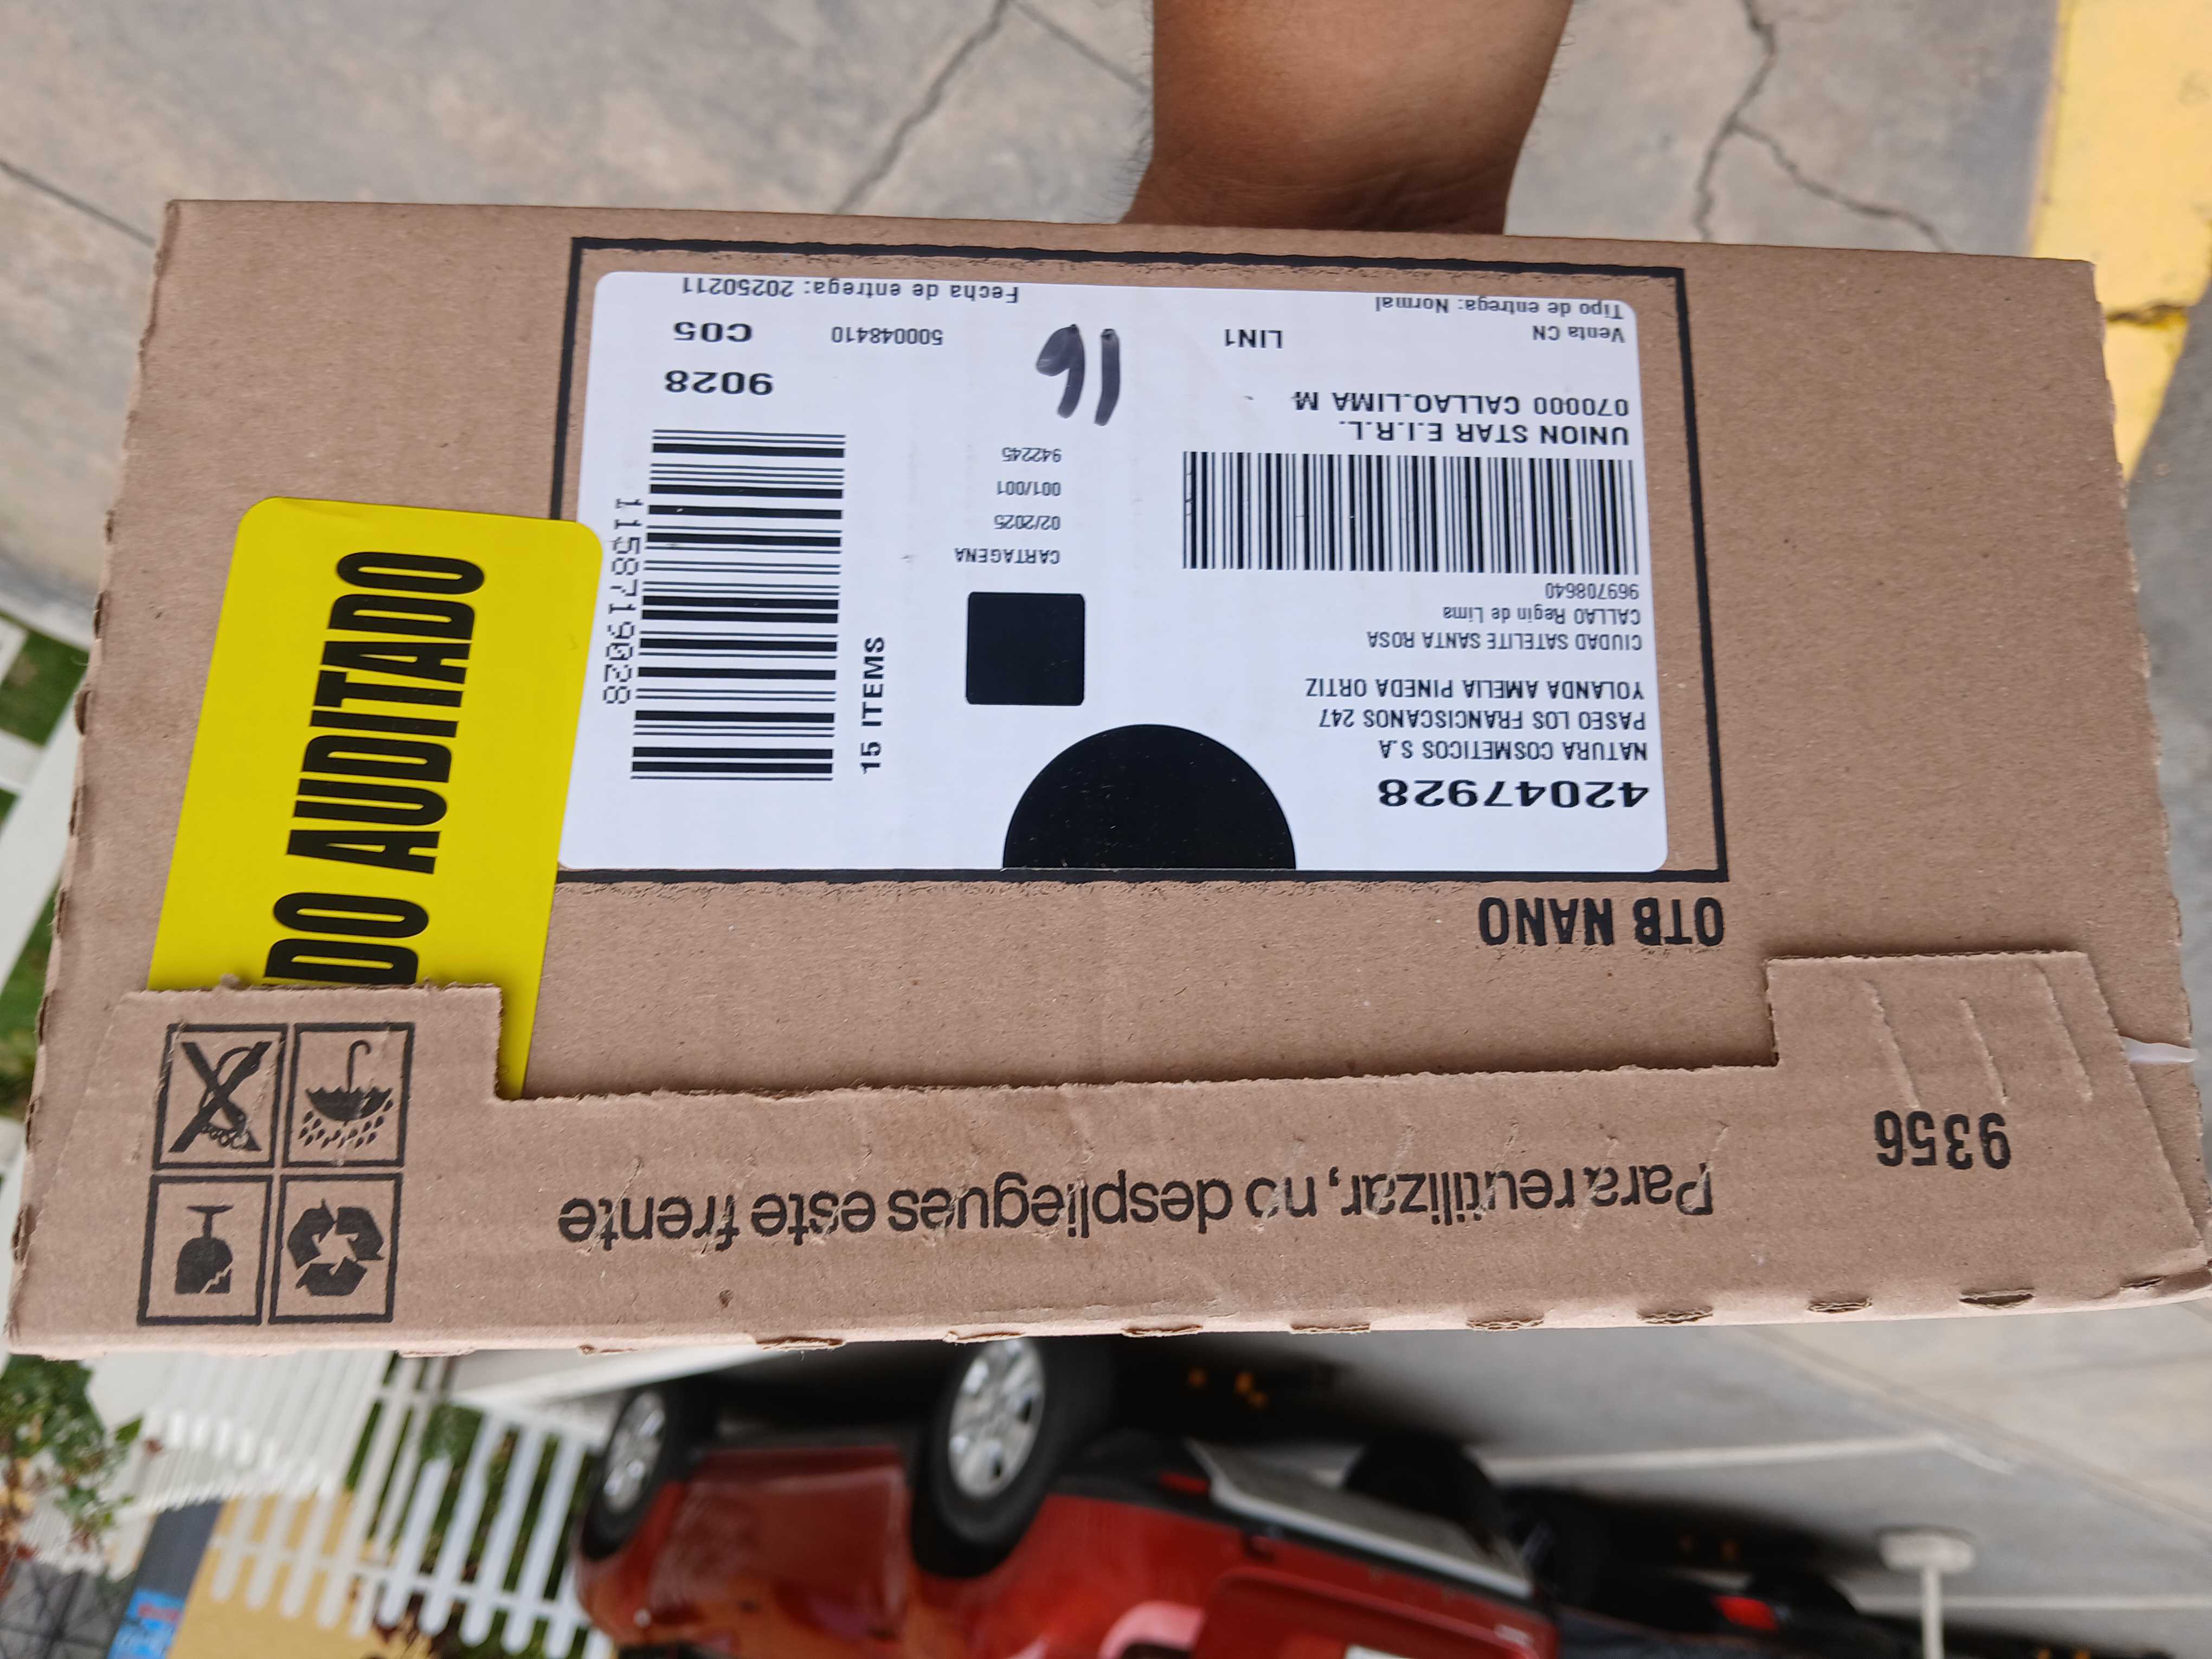 9356
Para reutilizar, no despliegues este frente
OTB NANO
42047928
NATURA COSMETICOS S.A
PASEO LOS FRANCISCANOS 247
YOLANDA AMELIA PINEDA ORTIZ
CIUDAD SATELITE SANTA ROSA
CALLAO Regin de Lima
969708640
UNION STAR E.I.R.L.
070000 CALLAO.LIMA M
Venta CN
LIN1
Tipo de entrega: Normal
CARTAGENA
02/2025
001/001
942245
16
15 ITEMS
1158719028
9028
500048410
C05
Fecha de entrega: 20250211
DO AUDITADO